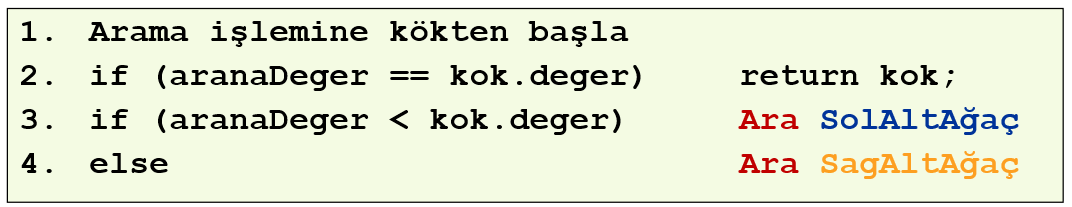 1. Arama işlemine kökten başla
2. if (aranaDeger == kok.deger) return kok;
3. if (aranaDeger < kok.deger) Ara SolAltAğaç
4. else Ara SagAltAğaç